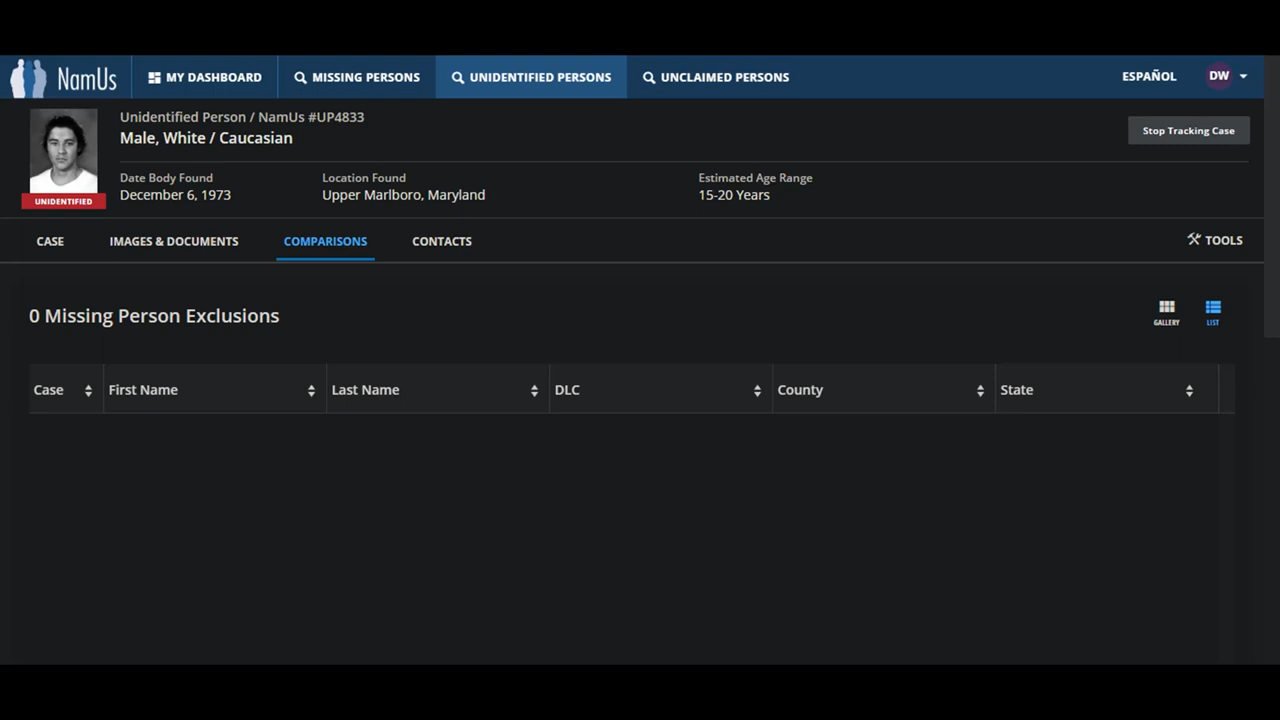 NamUs
MY DASHBOARD
MISSING PERSONS
UNIDENTIFIED PERSONS
UNCLAIMED PERSONS
ESPAÑOL
DW
Unidentified Person / NamUs #UP4833
Male, White / Caucasian
Stop Tracking Case
Date Body Found
Location Found
Estimated Age Range
December 6, 1973
Upper Marlboro, Maryland
15-20 Years
UNIDENTIFIED
CASE
IMAGES & DOCUMENTS
COMPARISONS
CONTACTS
TOOLS
0 Missing Person Exclusions
GALLERY
LIST
Case
First Name
Last Name
DLC
County
State